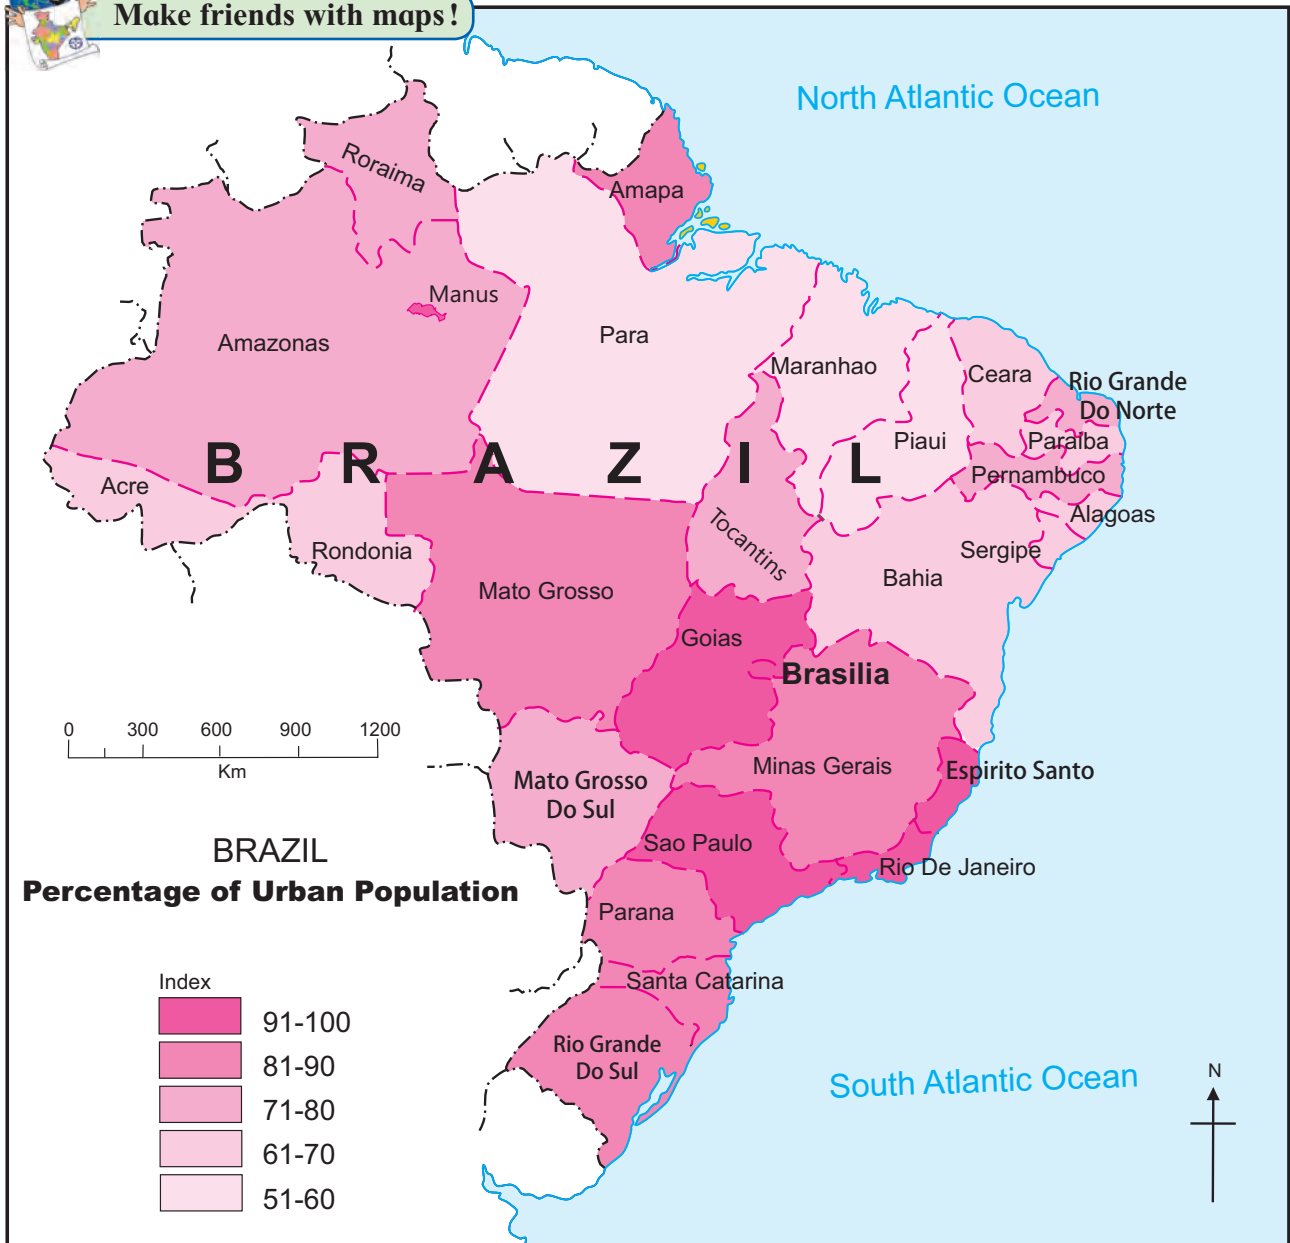 Make friends with maps!
North Atlantic Ocean
Roraima
Amapa
Manus
Amazonas
Para
Maranhao
Ceara
Rio Grande
Do Norte
Piaui
Paraiba
BRAZIL
Pernambuco
Acre
Alagoas
Tocantins
Rondonia
Sergipe
Bahia
Mato Grosso
Goias
Brasilia
0 300 600 900 1200
Km
Minas Gerais
Espirito Santo
Mato Grosso
Do Sul
Sao Paulo
BRAZIL
Rio De Janeiro
Percentage of Urban Population
Parana
Santa Catarina
Index
91-100
Rio Grande
Do Sul
81-90
South Atlantic Ocean
N
71-80
61-70
51-60